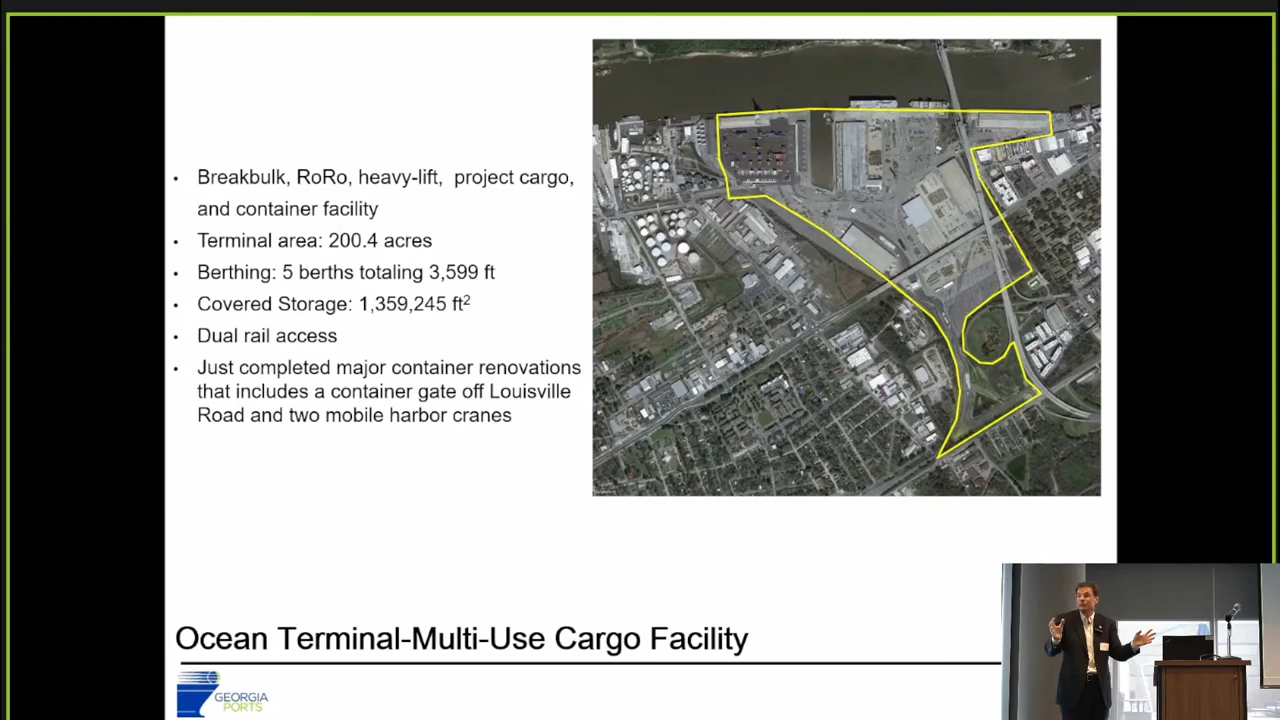 • Breakbulk, RoRo, heavy-lift, project cargo,
and container facility
• Terminal area: 200.4 acres
• Berthing: 5 berths totaling 3,599 ft
• Covered Storage: 1,359,245 ft²
• Dual rail access
• Just completed major container renovations
that includes a container gate off Louisville
Road and two mobile harbor cranes
Ocean Terminal-Multi-Use Cargo Facility
GEORGIA
PORTS